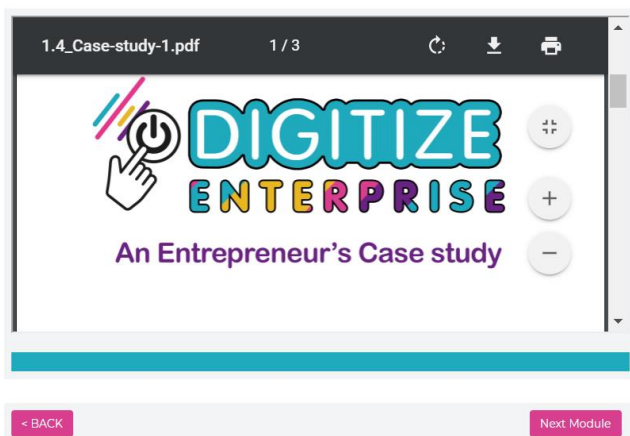 1.4_Case-study-1.pdf 1 / 3
DIGITIZE
ENTERPRISE
An Entrepreneur's Case study
< BACK Next Module